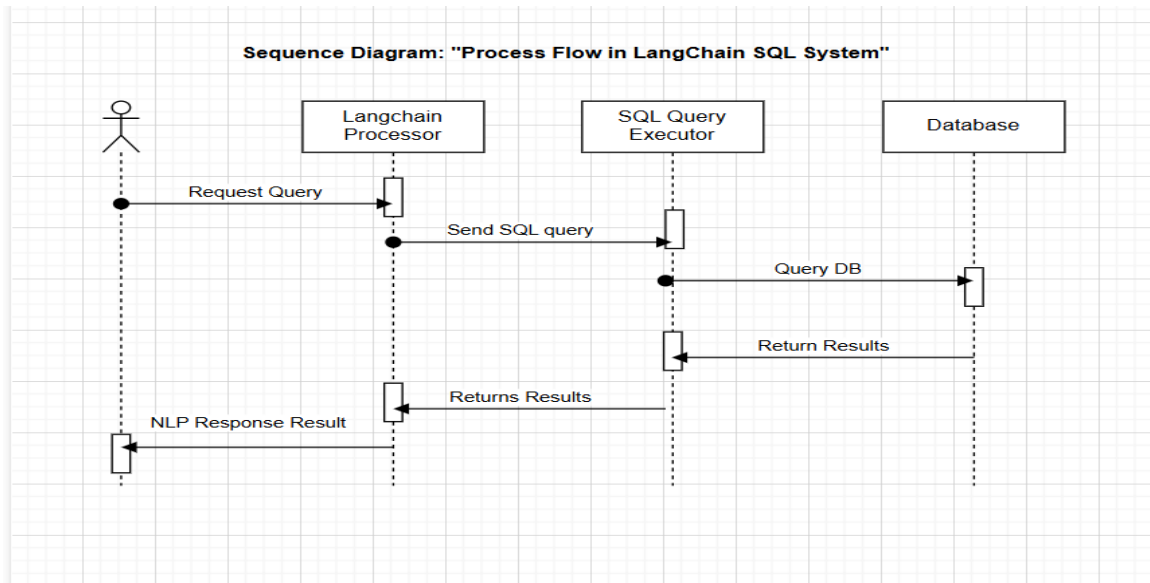 Sequence Diagram: "Process Flow in LangChain SQL System"
Langchain
Processor
SQL Query
Executor
Database
Request Query
Send SQL query
Query DB
Return Results
Returns Results
NLP Response Result